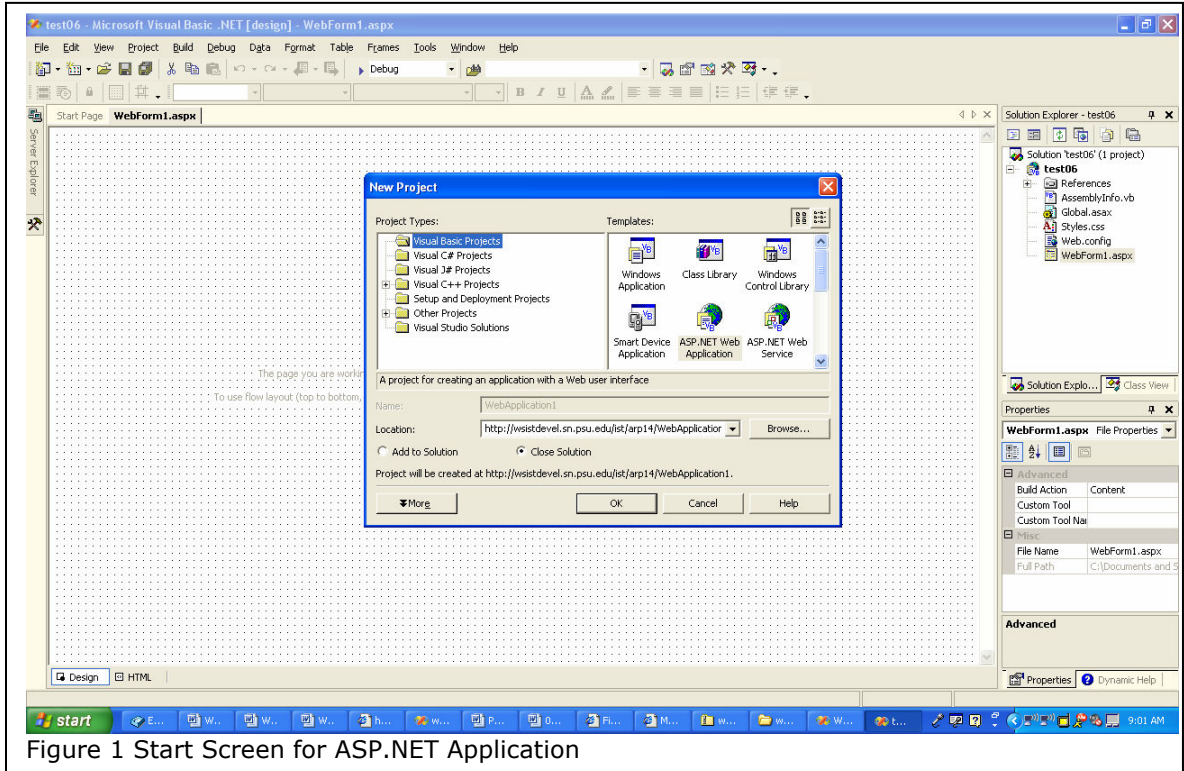 test06 - Microsoft Visual Basic .NET [design] - WebForm1.aspx
File Edit View Project Build Debug Data Format Table Frames Tools Window Help
Debug
B I U A
Start Page WebForm1.aspx
Server Explorer
The page you are workin
To use flow layout (top to bottom,
New Project
Project Types:
Templates:
Visual Basic Projects
Visual C# Projects
Visual J# Projects
Visual C++ Projects
Setup and Deployment Projects
Other Projects
Visual Studio Solutions
Windows Application
Class Library
Windows Control Library
Smart Device Application
ASP.NET Web Application
ASP.NET Web Service
A project for creating an application with a Web user interface
Name: WebApplication1
Location: http://wsistdevel.sn.psu.edu/ist/arp14/WebApplication Browse...
Add to Solution Close Solution
Project will be created at http://wsistdevel.sn.psu.edu/ist/arp14/WebApplication1.
More OK Cancel Help
Solution Explorer - test06
Solution 'test06' (1 project)
test06
References
AssemblyInfo.vb
Global.asax
Styles.css
Web.config
WebForm1.aspx
Solution Explo... Class View
Properties
WebForm1.aspx File Properties
Advanced
Build Action Content
Custom Tool
Custom Tool Nam
Misc
File Name WebForm1.aspx
Full Path C:\Documents and S
Advanced
Properties Dynamic Help
Design HTML
start E... W... W... W... h... w... P... 0... Fi... M... w... w... W... t... 9:01 AM
Figure 1 Start Screen for ASP.NET Application